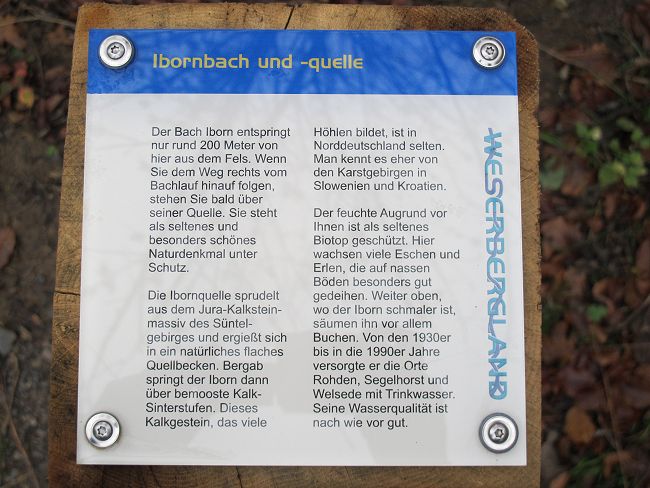 Ibornbach und -quelle
Der Bach Iborn entspringt
nur rund 200 Meter von
hier aus dem Fels. Wenn
Sie dem Weg rechts vom
Bachlauf hinauf folgen,
stehen Sie bald über
seiner Quelle. Sie steht
als seltenes und
besonders schönes
Naturdenkmal unter
Schutz.
Die Ibornquelle sprudelt
aus dem Jura-Kalkstein-
massiv des Süntel-
gebirges und ergießt sich
in ein natürliches flaches
Quellbecken. Bergab
springt der Iborn dann
über bemooste Kalk-
Sinterstufen. Dieses
Kalkgestein, das viele
Höhlen bildet, ist in
Norddeutschland selten.
Man kennt es eher von
den Karstgebirgen in
Slowenien und Kroatien.
Der feuchte Augrund vor
Ihnen ist als seltenes
Biotop geschützt. Hier
wachsen viele Eschen und
Erlen, die auf nassen
Böden besonders gut
gedeihen. Weiter oben,
wo der Iborn schmaler ist,
säumen ihn vor allem
Buchen. Von den 1930er
bis in die 1990er Jahre
versorgte er die Orte
Rohden, Segelhorst und
Welsede mit Trinkwasser.
Seine Wasserqualität ist
nach wie vor gut.
WESERBERGLAND